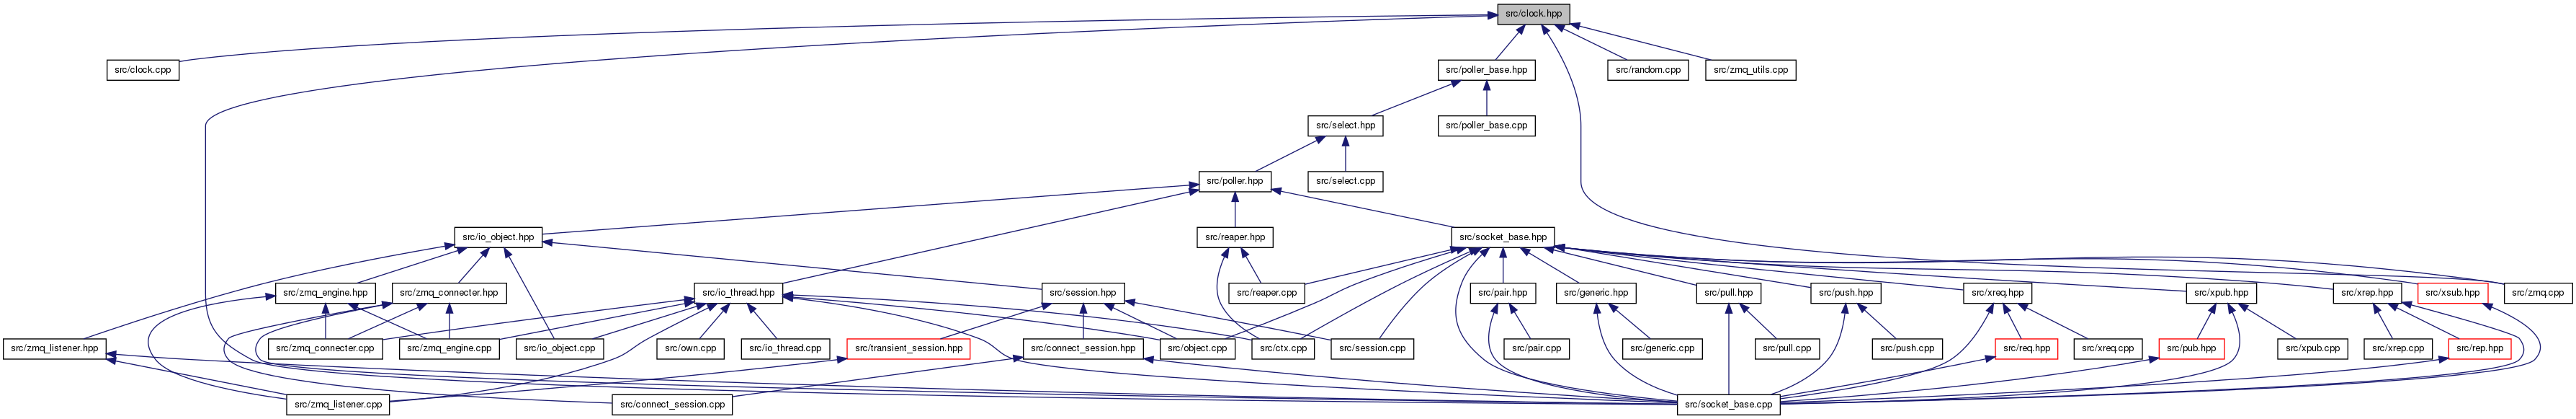 src/clock.hpp
src/clock.cpp
src/poller_base.hpp
src/random.cpp
src/zmq_utils.cpp
src/select.hpp
src/poller_base.cpp
src/poller.hpp
src/select.cpp
src/io_object.hpp
src/reaper.hpp
src/socket_base.hpp
src/zmq_engine.hpp
src/zmq_connecter.hpp
src/io_thread.hpp
src/session.hpp
src/reaper.cpp
src/pair.hpp
src/generic.hpp
src/pull.hpp
src/push.hpp
src/xreq.hpp
src/xpub.hpp
src/xrep.hpp
src/xsub.hpp
src/zmq.cpp
src/zmq_listener.hpp
src/zmq_connecter.cpp
src/zmq_engine.cpp
src/io_object.cpp
src/own.cpp
src/io_thread.cpp
src/transient_session.hpp
src/connect_session.hpp
src/object.cpp
src/ctx.cpp
src/session.cpp
src/pair.cpp
src/generic.cpp
src/pull.cpp
src/push.cpp
src/req.hpp
src/xreq.cpp
src/pub.hpp
src/xpub.cpp
src/xrep.cpp
src/rep.hpp
src/zmq_listener.cpp
src/connect_session.cpp
src/socket_base.cpp